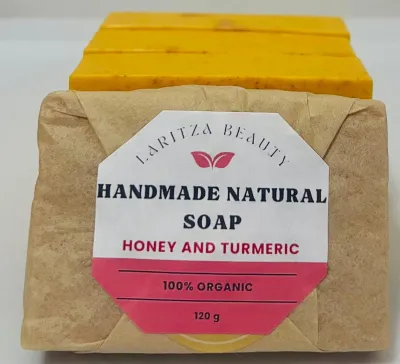 LARITZA BEAUTY
HANDMADE NATURAL
SOAP
HONEY AND TURMERIC
100% ORGANIC
120 g